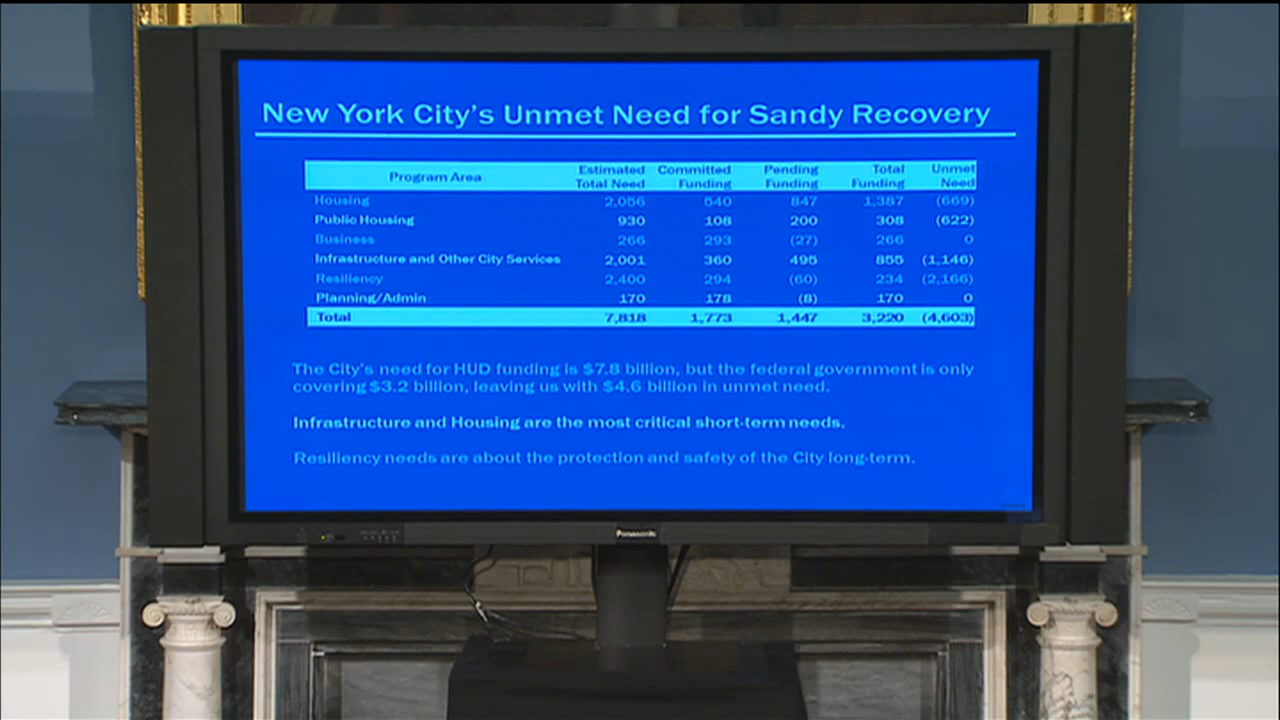 New York City's Unmet Need for Sandy Recovery
Program Area Estimated Total Need Committed Funding Pending Funding Total Funding Unmet Need
Housing 2,056 540 847 1,387 (669)
Public Housing 930 108 200 308 (622)
Business 266 293 (27) 266 0
Infrastructure and Other City Services 2,001 360 495 855 (1,146)
Resiliency 2,400 294 (60) 234 (2,166)
Planning/Admin 170 178 (8) 170 0
Total 7,818 1,773 1,447 3,220 (4,603)
The City's need for HUD funding is $7.8 billion, but the federal government is only
covering $3.2 billion, leaving us with $4.6 billion in unmet need.
Infrastructure and Housing are the most critical short-term needs.
Resiliency needs are about the protection and safety of the City long-term.
Panasonic